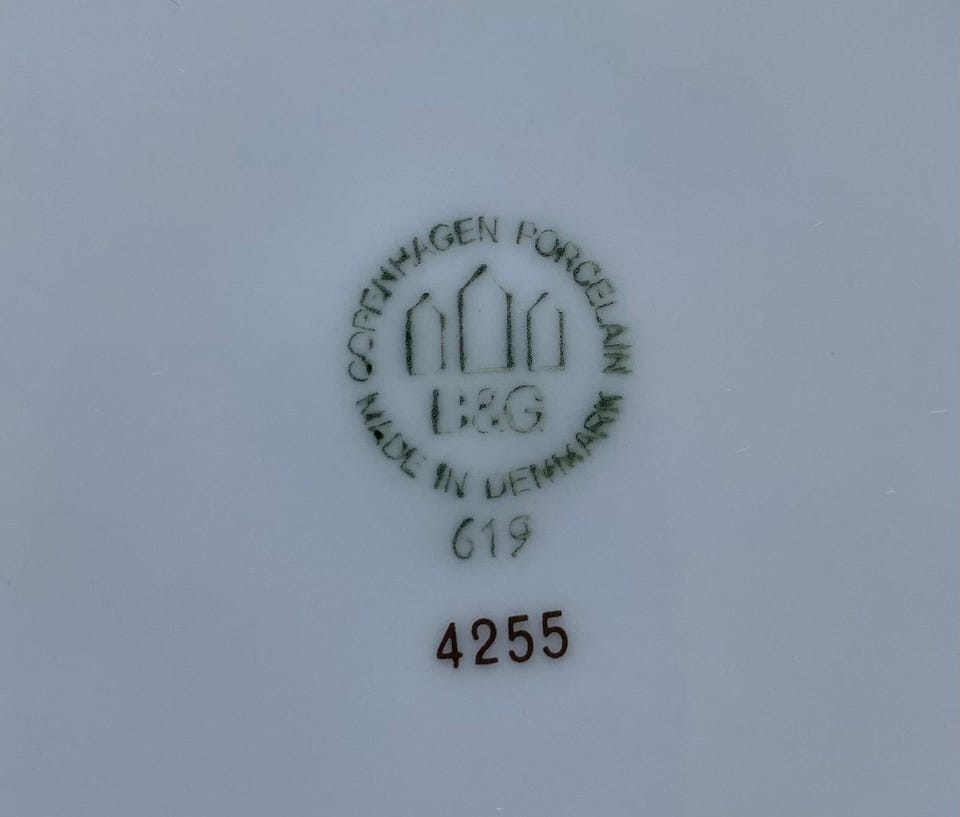 COPENHAGEN PORCELAIN
B&G
MADE IN DENMARK
619
4255